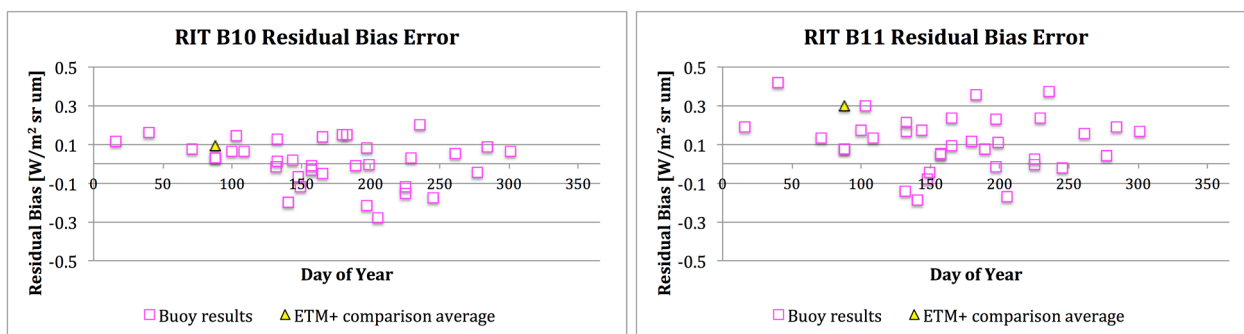 RIT B10 Residual Bias Error
Residual Bias [W/m² sr um]
0.5
0.3
0.1
-0.1
-0.3
-0.5
0 50 100 150 200 250 300 350
Day of Year
Buoy results ETM+ comparison average
RIT B11 Residual Bias Error
Residual Bias [W/m² sr um]
0.5
0.3
0.1
-0.1
-0.3
-0.5
0 50 100 150 200 250 300 350
Day of Year
Buoy results ETM+ comparison average